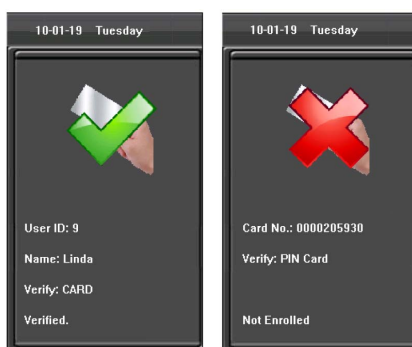 10-01-19 Tuesday
User ID: 9
Name: Linda
Verify: CARD
Verified.
10-01-19 Tuesday
Card No.: 0000205930
Verify: PIN Card
Not Enrolled